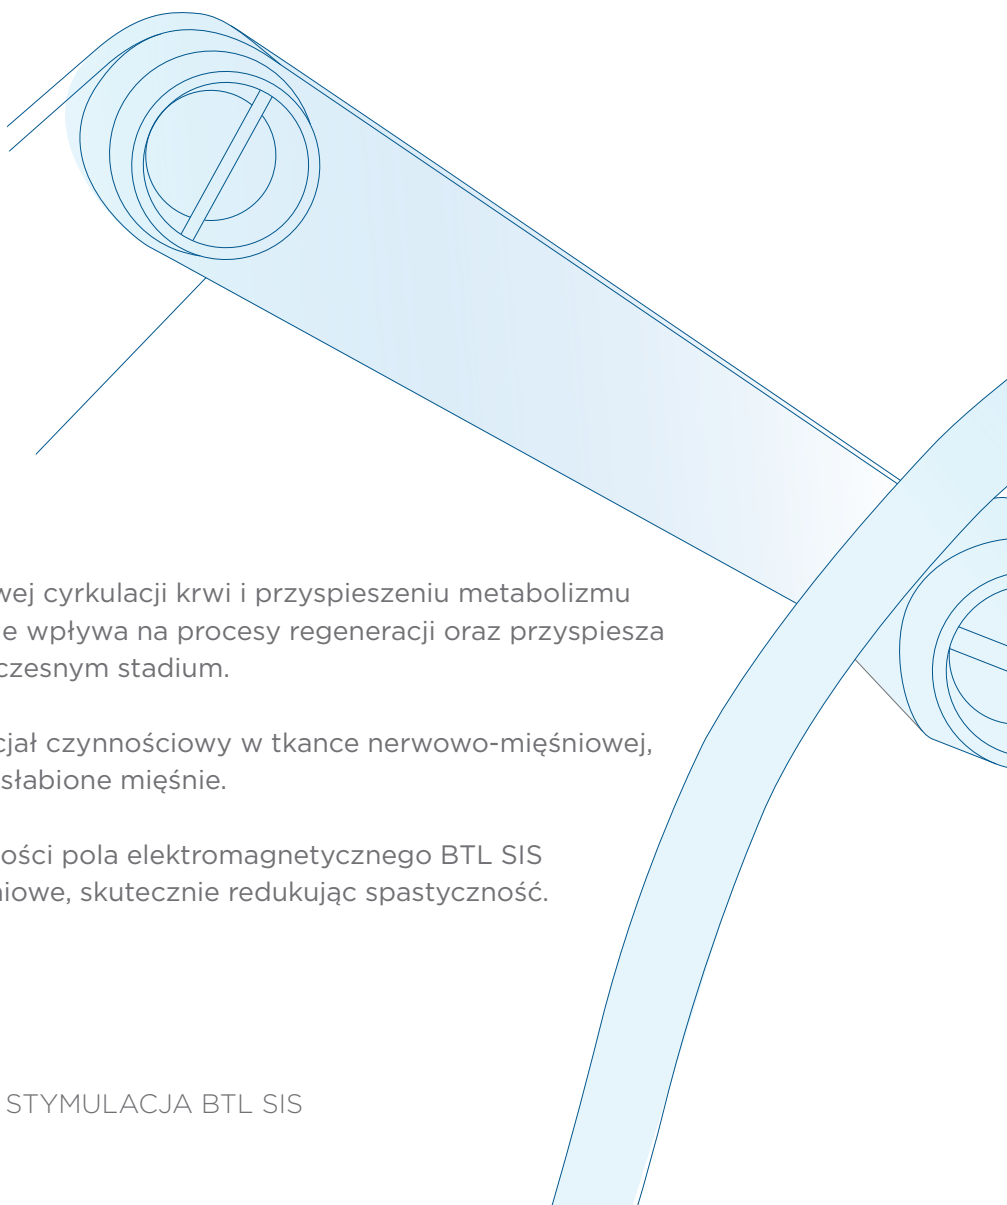 wej cyrkulacji krwi i przyspieszeniu metabolizmu
e wpływa na procesy regeneracji oraz przyspiesza
czesnym stadium.
cjał czynnościowy w tkance nerwowo-mięśniowej,
słabione mięśnie.
ości pola elektromagnetycznego BTL SIS
niowe, skutecznie redukując spastyczność.
STYMULACJA BTL SIS